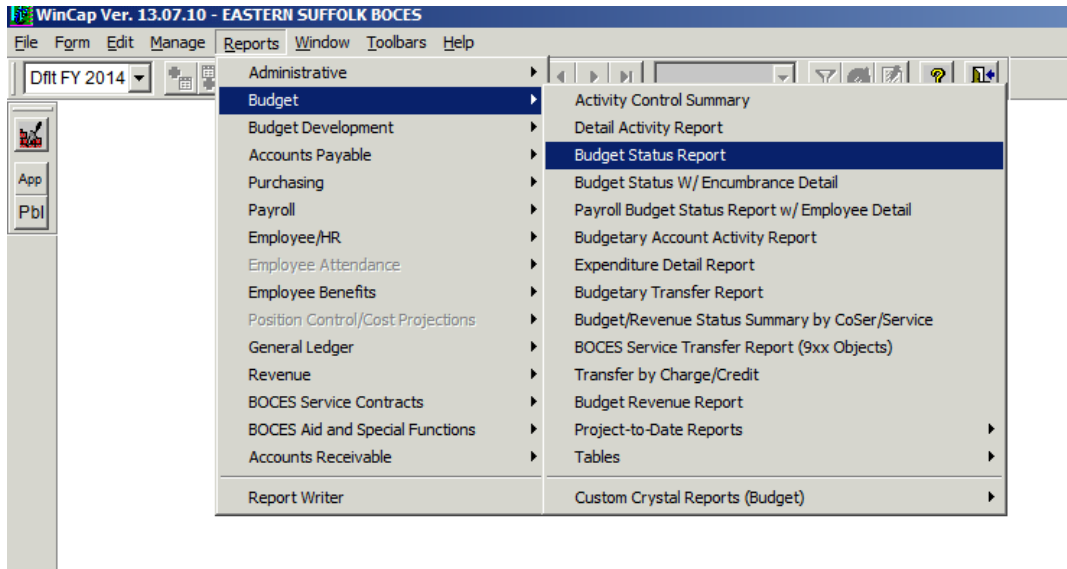 WinCap Ver. 13.07.10 - EASTERN SUFFOLK BOCES
File Form Edit Manage Reports Window Toolbars Help
Dflt FY 2014
App
Pbl
Administrative
Budget
Budget Development
Accounts Payable
Purchasing
Payroll
Employee/HR
Employee Attendance
Employee Benefits
Position Control/Cost Projections
General Ledger
Revenue
BOCES Service Contracts
BOCES Aid and Special Functions
Accounts Receivable
Report Writer
Activity Control Summary
Detail Activity Report
Budget Status Report
Budget Status W/ Encumbrance Detail
Payroll Budget Status Report w/ Employee Detail
Budgetary Account Activity Report
Expenditure Detail Report
Budgetary Transfer Report
Budget/Revenue Status Summary by CoSer/Service
BOCES Service Transfer Report (9xx Objects)
Transfer by Charge/Credit
Budget Revenue Report
Project-to-Date Reports
Tables
Custom Crystal Reports (Budget)